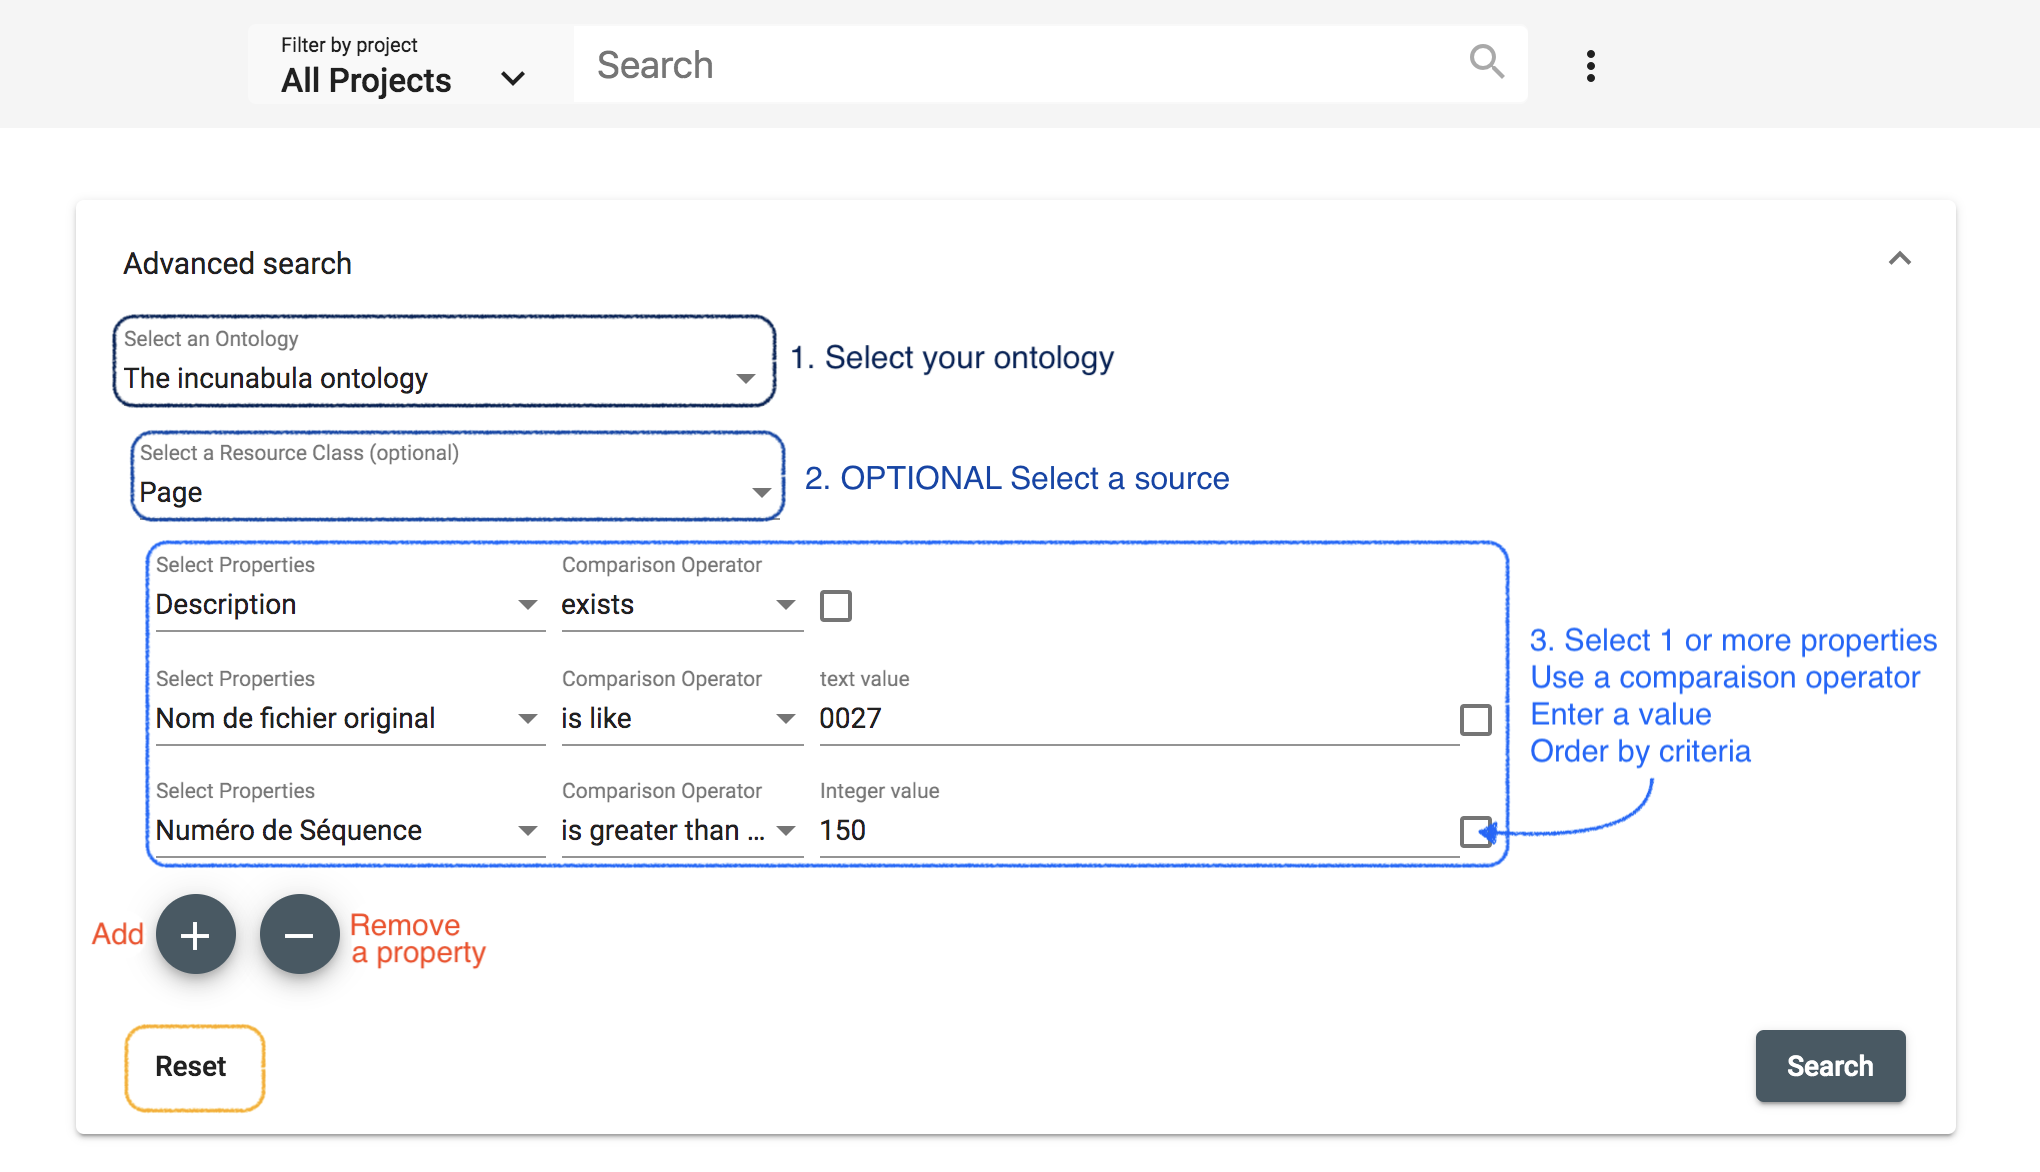 Filter by project
All Projects
Search
Advanced search
Select an Ontology
The incunabula ontology
1. Select your ontology
Select a Resource Class (optional)
Page
2. OPTIONAL Select a source
Select Properties Comparison Operator
Description exists
Select Properties Comparison Operator text value
Nom de fichier original is like 0027
Select Properties Comparison Operator Integer value
Numéro de Séquence is greater than ... 150
3. Select 1 or more properties
Use a comparaison operator
Enter a value
Order by criteria
Add + − Remove
a property
Reset
Search